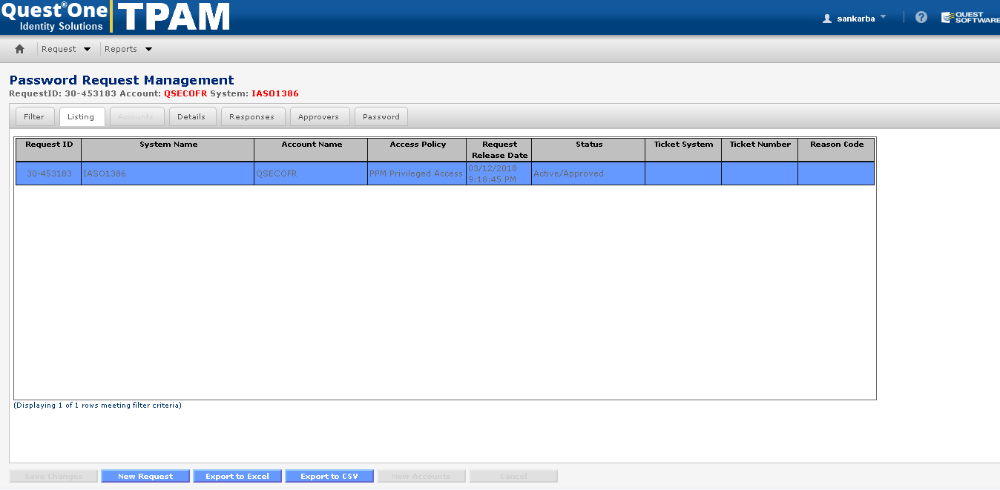 Quest®One TPAM
Identity Solutions
sankarba
?
QUEST
SOFTWARE
Request Reports
Password Request Management
RequestID: 30-453183 Account: QSECOFR System: IASO1386
Filter Listing Accounts Details Responses Approvers Password
Request ID System Name Account Name Access Policy Request Release Date Status Ticket System Ticket Number Reason Code
30-453183 IASO1386 QSECOFR PPM Privileged Access 03/12/2018 9:18:45 PM Active/Approved
(Displaying 1 of 1 rows meeting filter criteria)
Save Changes New Request Export to Excel Export to CSV New Accounts Cancel